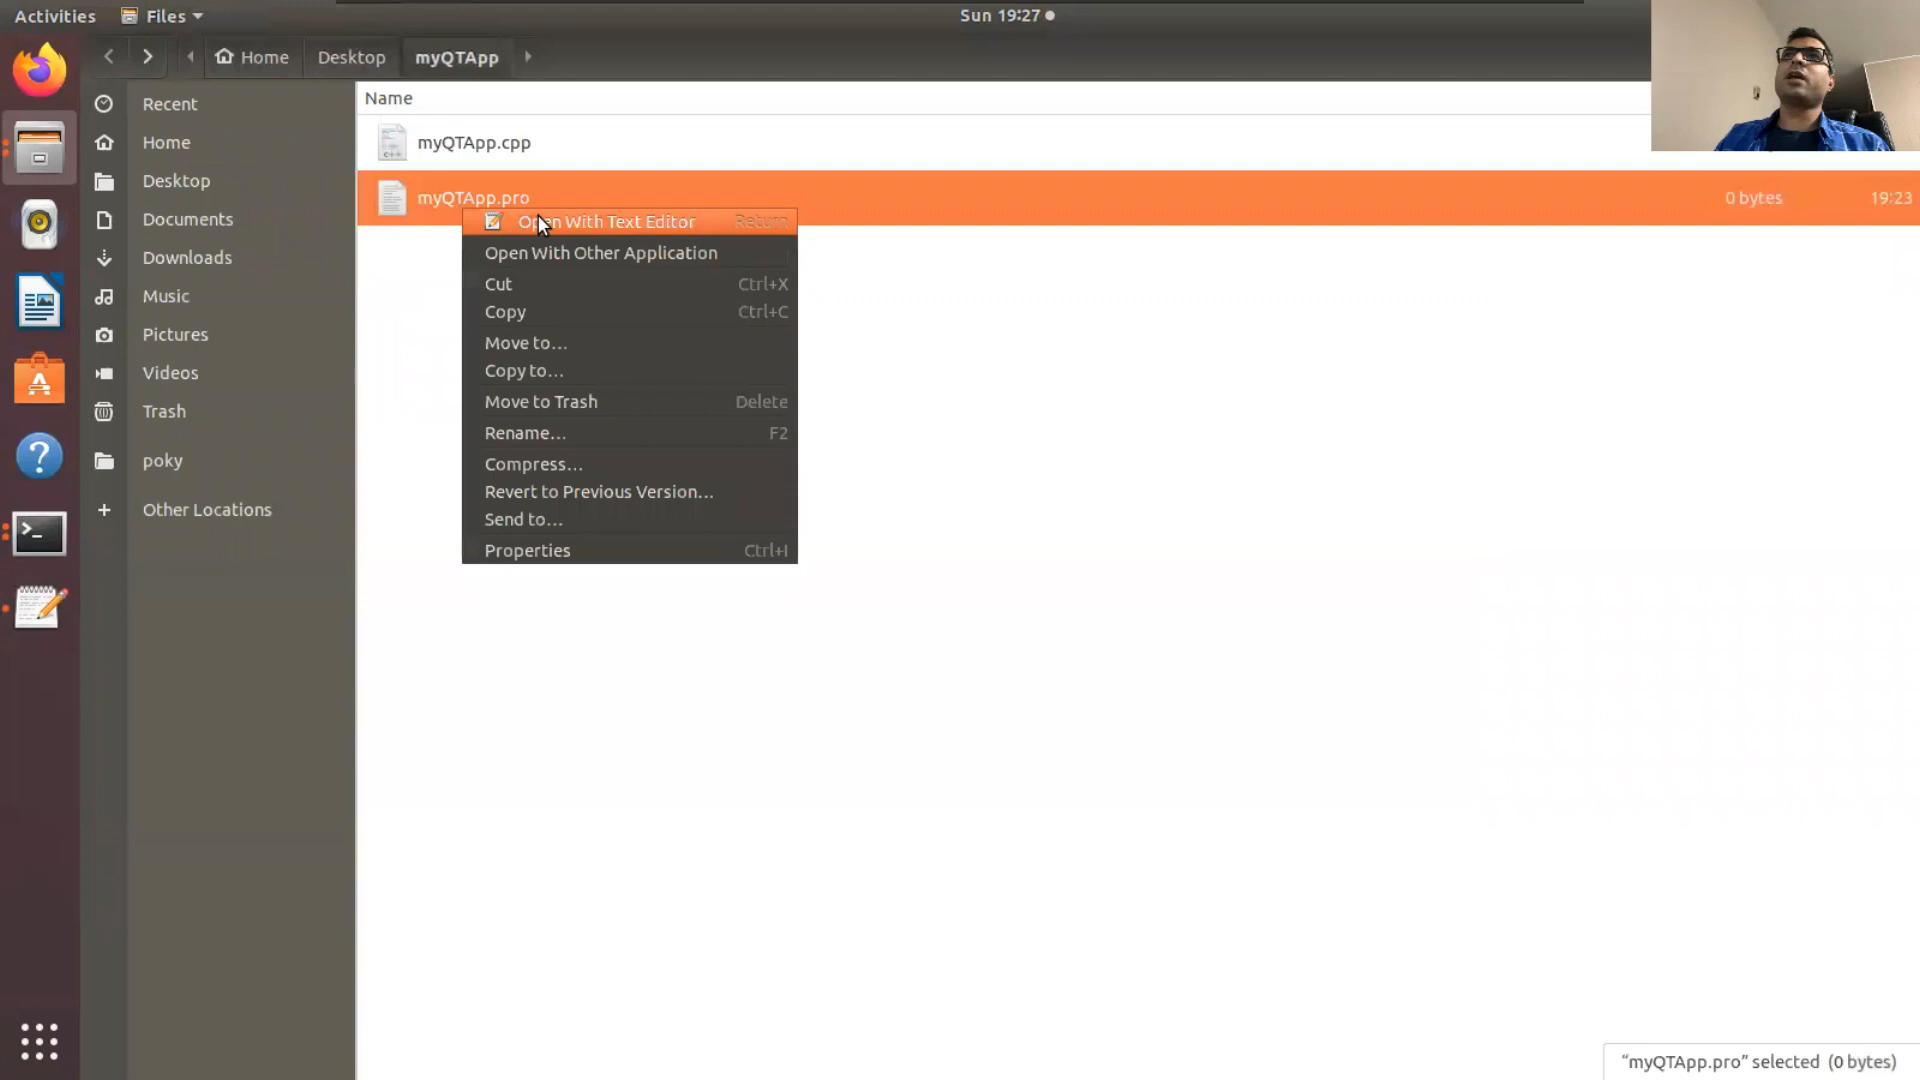 Activities Files Sun 19:27
Home Desktop myQTApp
Recent
Home
Desktop
Documents
Downloads
Music
Pictures
Videos
Trash
poky
Other Locations
Name
myQTApp.cpp
myQTApp.pro 0 bytes 19:23
Open With Text Editor Return
Open With Other Application
Cut Ctrl+X
Copy Ctrl+C
Move to…
Copy to…
Move to Trash Delete
Rename… F2
Compress…
Revert to Previous Version…
Send to…
Properties Ctrl+I
“myQTApp.pro” selected (0 bytes)